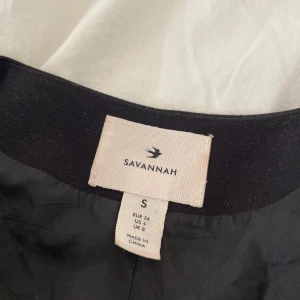 SAVANNAH
S
EUR 36
US 4
UK 8
MADE IN
CHINA